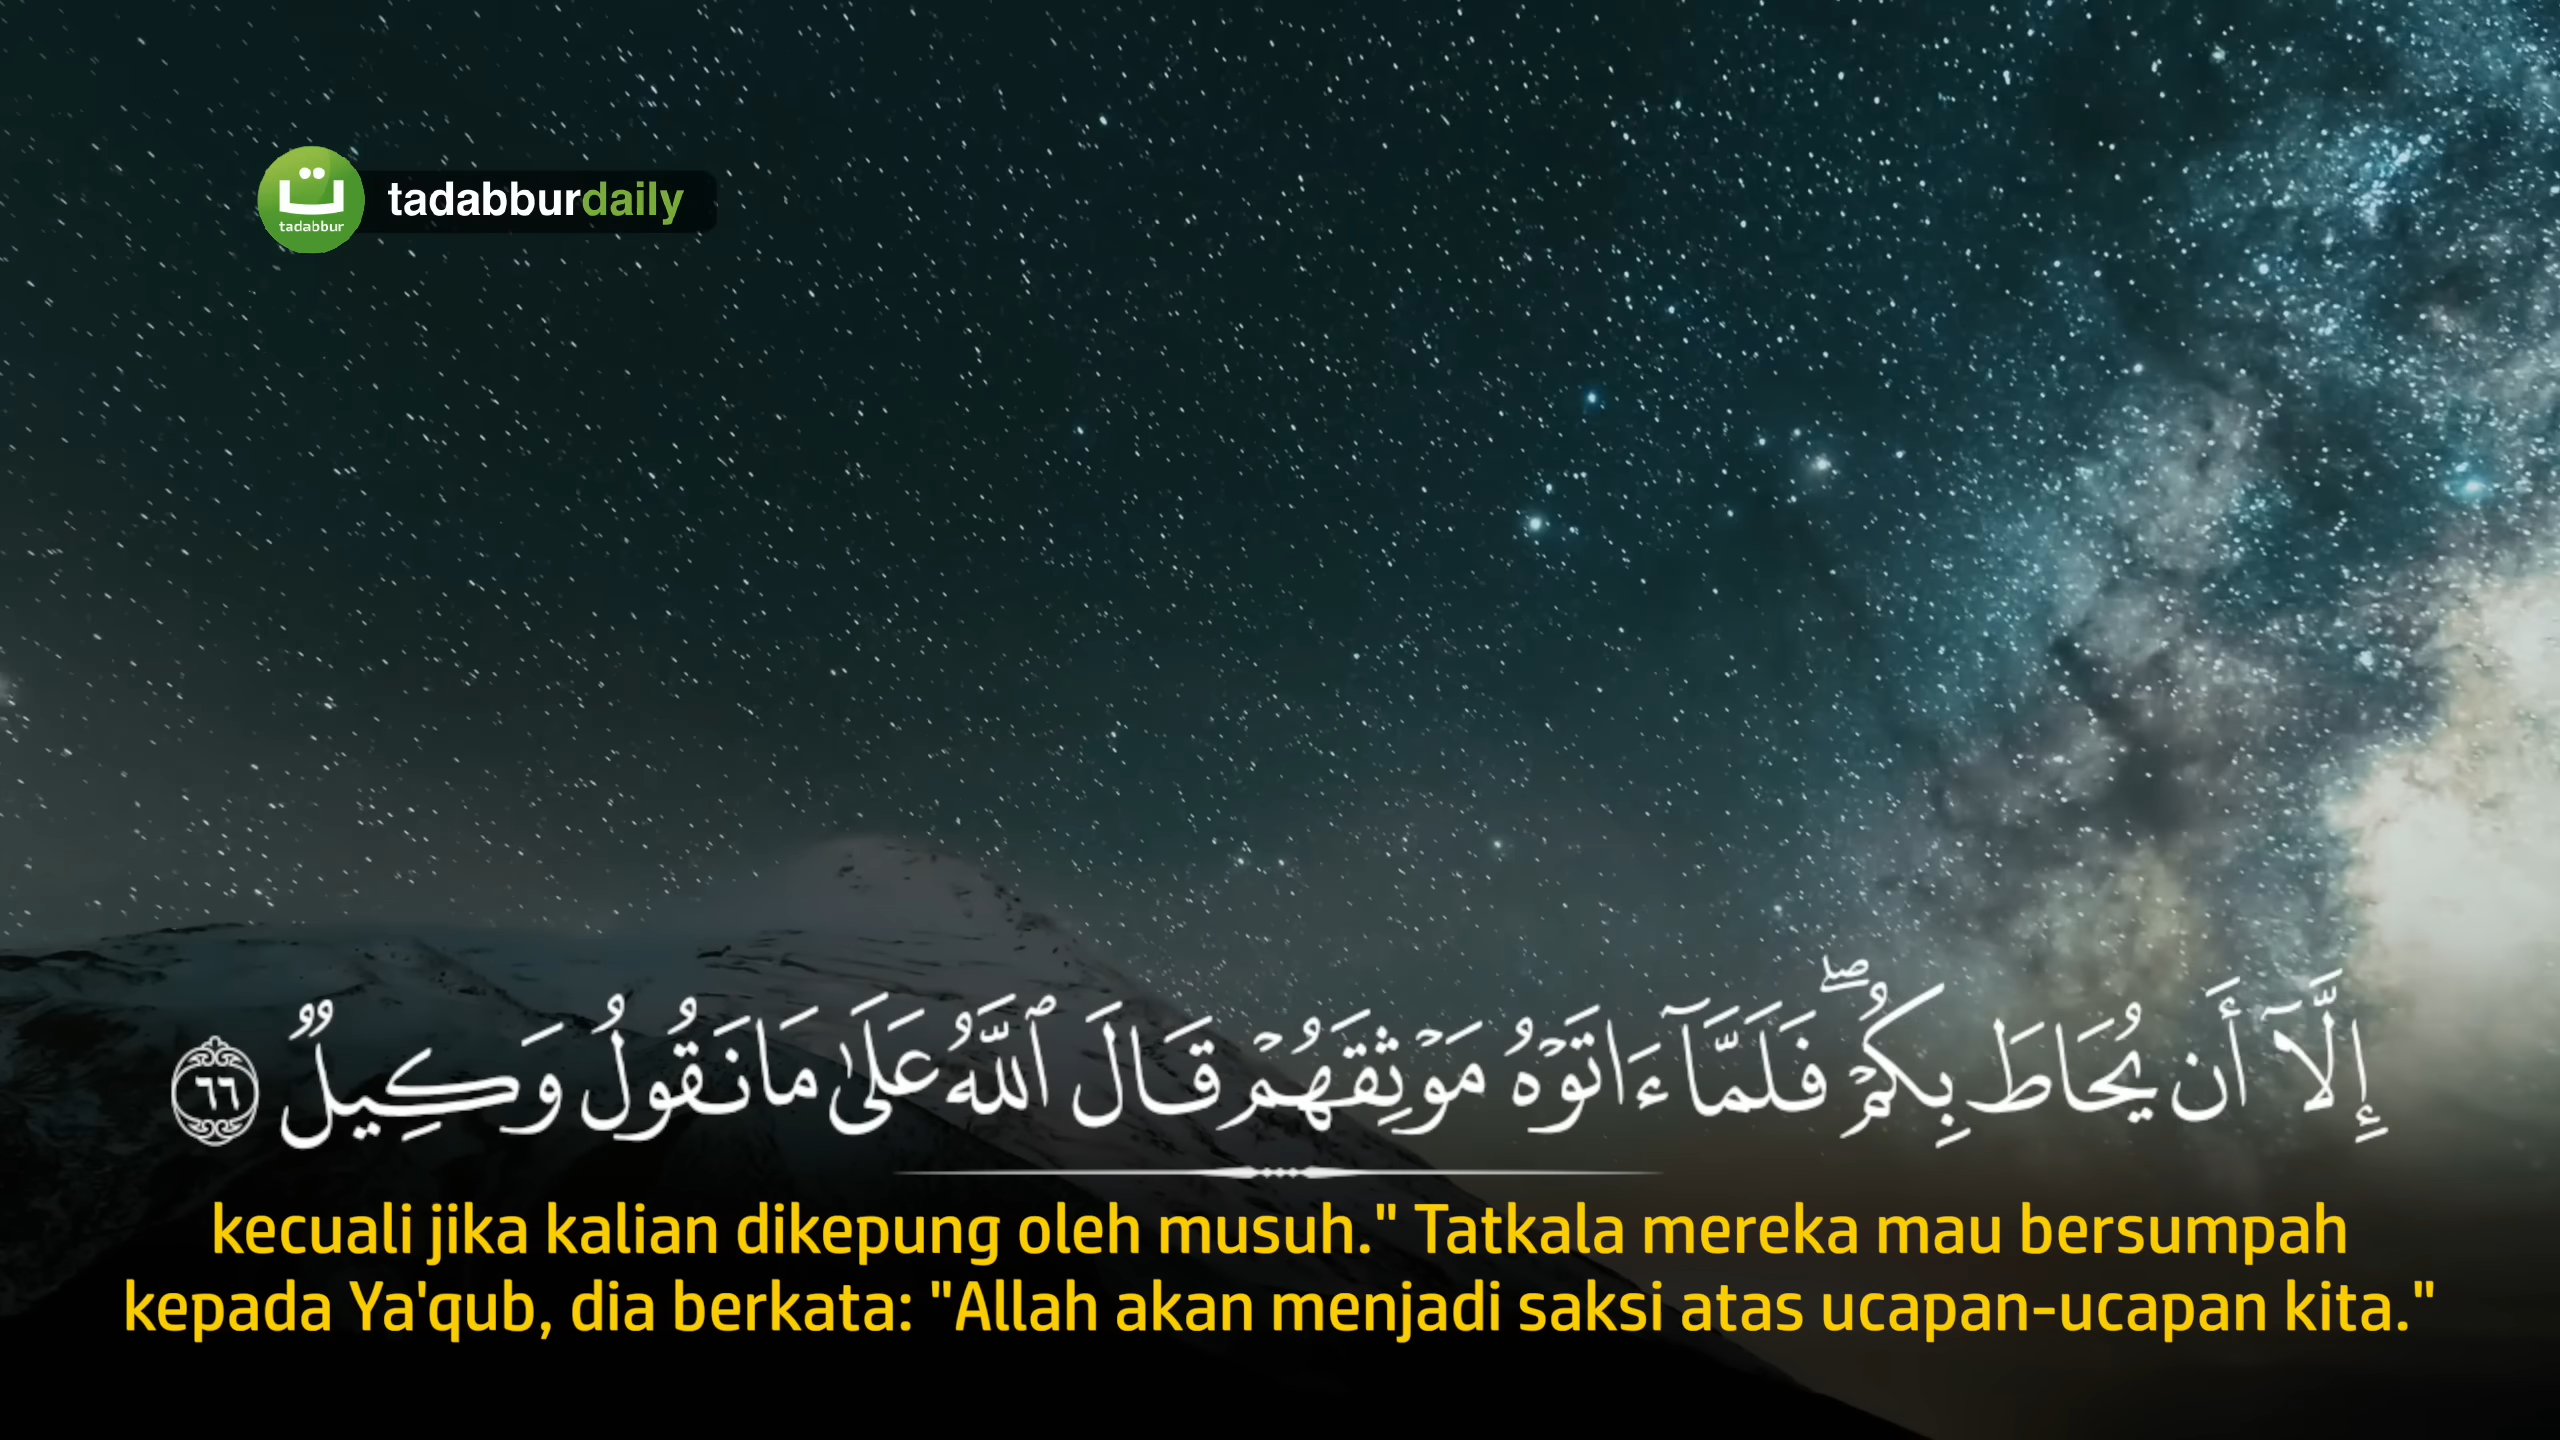 ت
tadabbur
tadabburdaily
إِلَّآ أَن يُحَاطَ بِكُمْ ۖ فَلَمَّآ ءَاتَوْهُ مَوْثِقَهُمْ قَالَ ٱللَّهُ عَلَىٰ مَا نَقُولُ وَكِيلٌ ٦٦
kecuali jika kalian dikepung oleh musuh." Tatkala mereka mau bersumpah
kepada Ya'qub, dia berkata: "Allah akan menjadi saksi atas ucapan-ucapan kita."